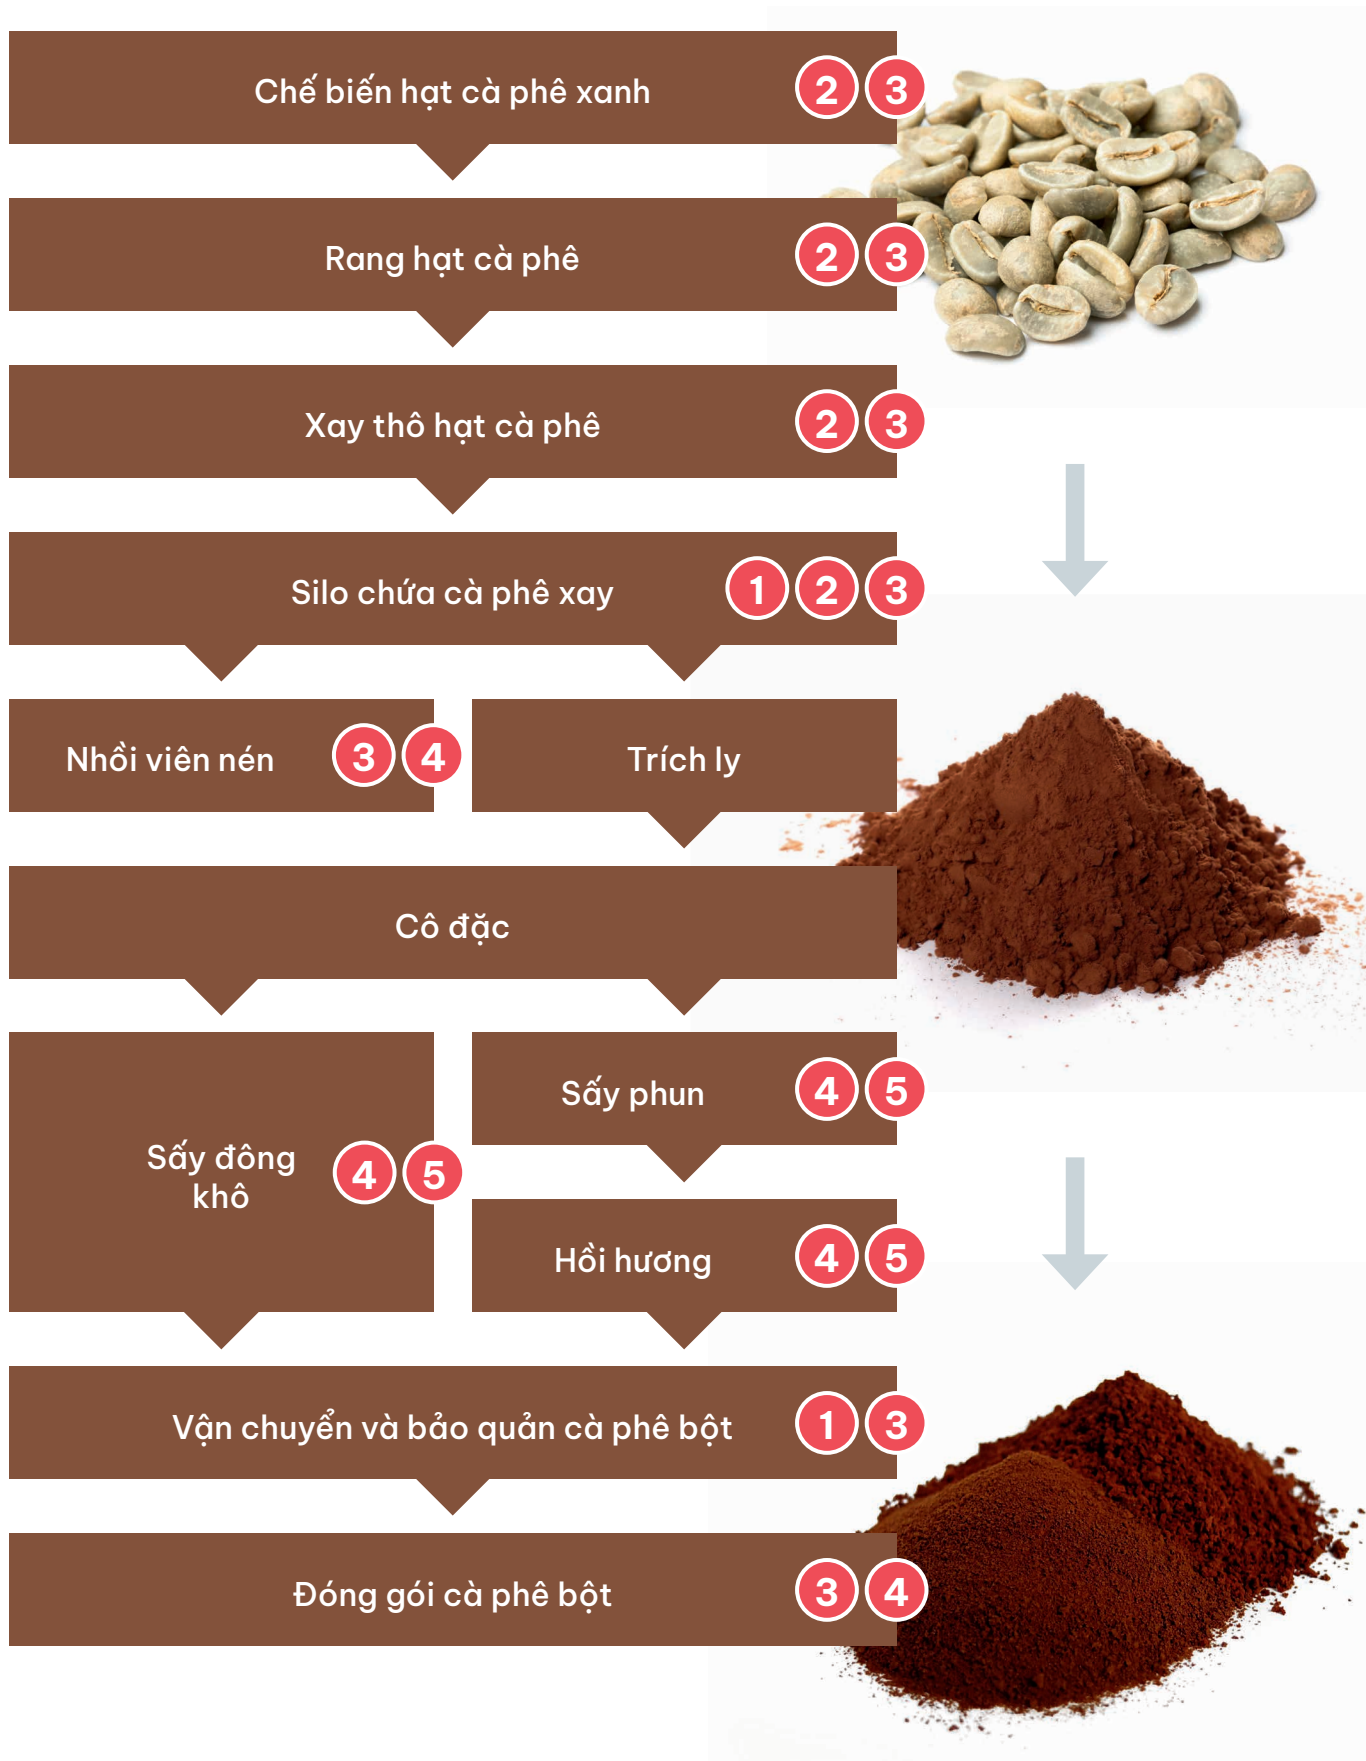 Chế biến hạt cà phê xanh 2 3
Rang hạt cà phê 2 3
Xay thô hạt cà phê 2 3
Silo chứa cà phê xay 1 2 3
Nhồi viên nén 3 4
Trích ly
Cô đặc
Sấy đông
khô 4 5
Sấy phun 4 5
Hồi hương 4 5
Vận chuyển và bảo quản cà phê bột 1 3
Đóng gói cà phê bột 3 4